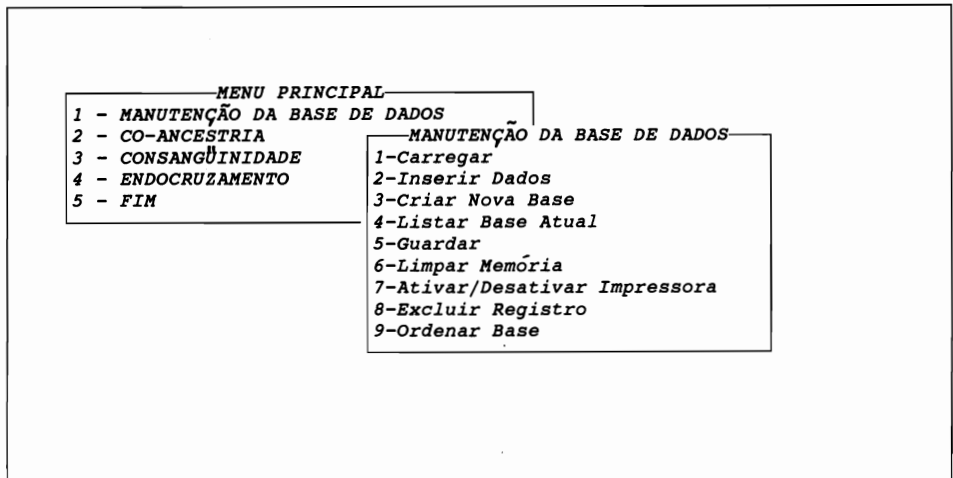 MENU PRINCIPAL
1 - MANUTENÇÃO DA BASE DE DADOS
2 - CO-ANCESTRIA
3 - CONSANGÜINIDADE
4 - ENDOCRUZAMENTO
5 - FIM
MANUTENÇÃO DA BASE DE DADOS
1-Carregar
2-Inserir Dados
3-Criar Nova Base
4-Listar Base Atual
5-Guardar
6-Limpar Memória
7-Ativar/Desativar Impressora
8-Excluir Registro
9-Ordenar Base